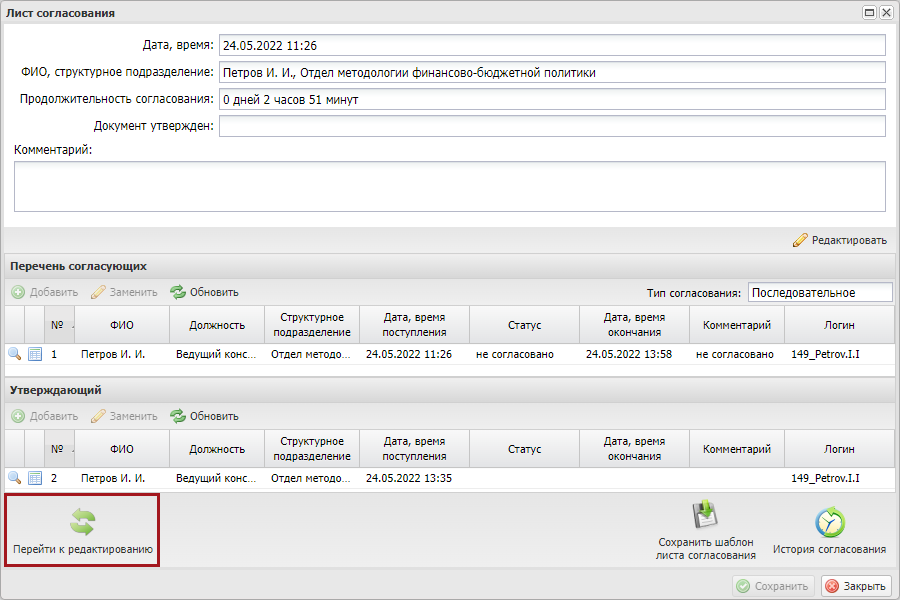 Лист согласования
Дата, время: 24.05.2022 11:26
ФИО, структурное подразделение: Петров И. И., Отдел методологии финансово-бюджетной политики
Продолжительность согласования: 0 дней 2 часов 51 минут
Документ утвержден:
Комментарий:
Редактировать
Перечень согласующих
Добавить Заменить Обновить Тип согласования: Последовательное
№ ФИО Должность Структурное подразделение Дата, время поступления Статус Дата, время окончания Комментарий Логин
1 Петров И. И. Ведущий конс... Отдел методо... 24.05.2022 11:26 не согласовано 24.05.2022 13:58 не согласовано 149_Petrov.I.I
Утверждающий
Добавить Заменить Обновить
№ ФИО Должность Структурное подразделение Дата, время поступления Статус Дата, время окончания Комментарий Логин
2 Петров И. И. Ведущий конс... Отдел методо... 24.05.2022 13:35 149_Petrov.I.I
Перейти к редактированию
Сохранить шаблон
листа согласования
История согласования
Сохранить Закрыть